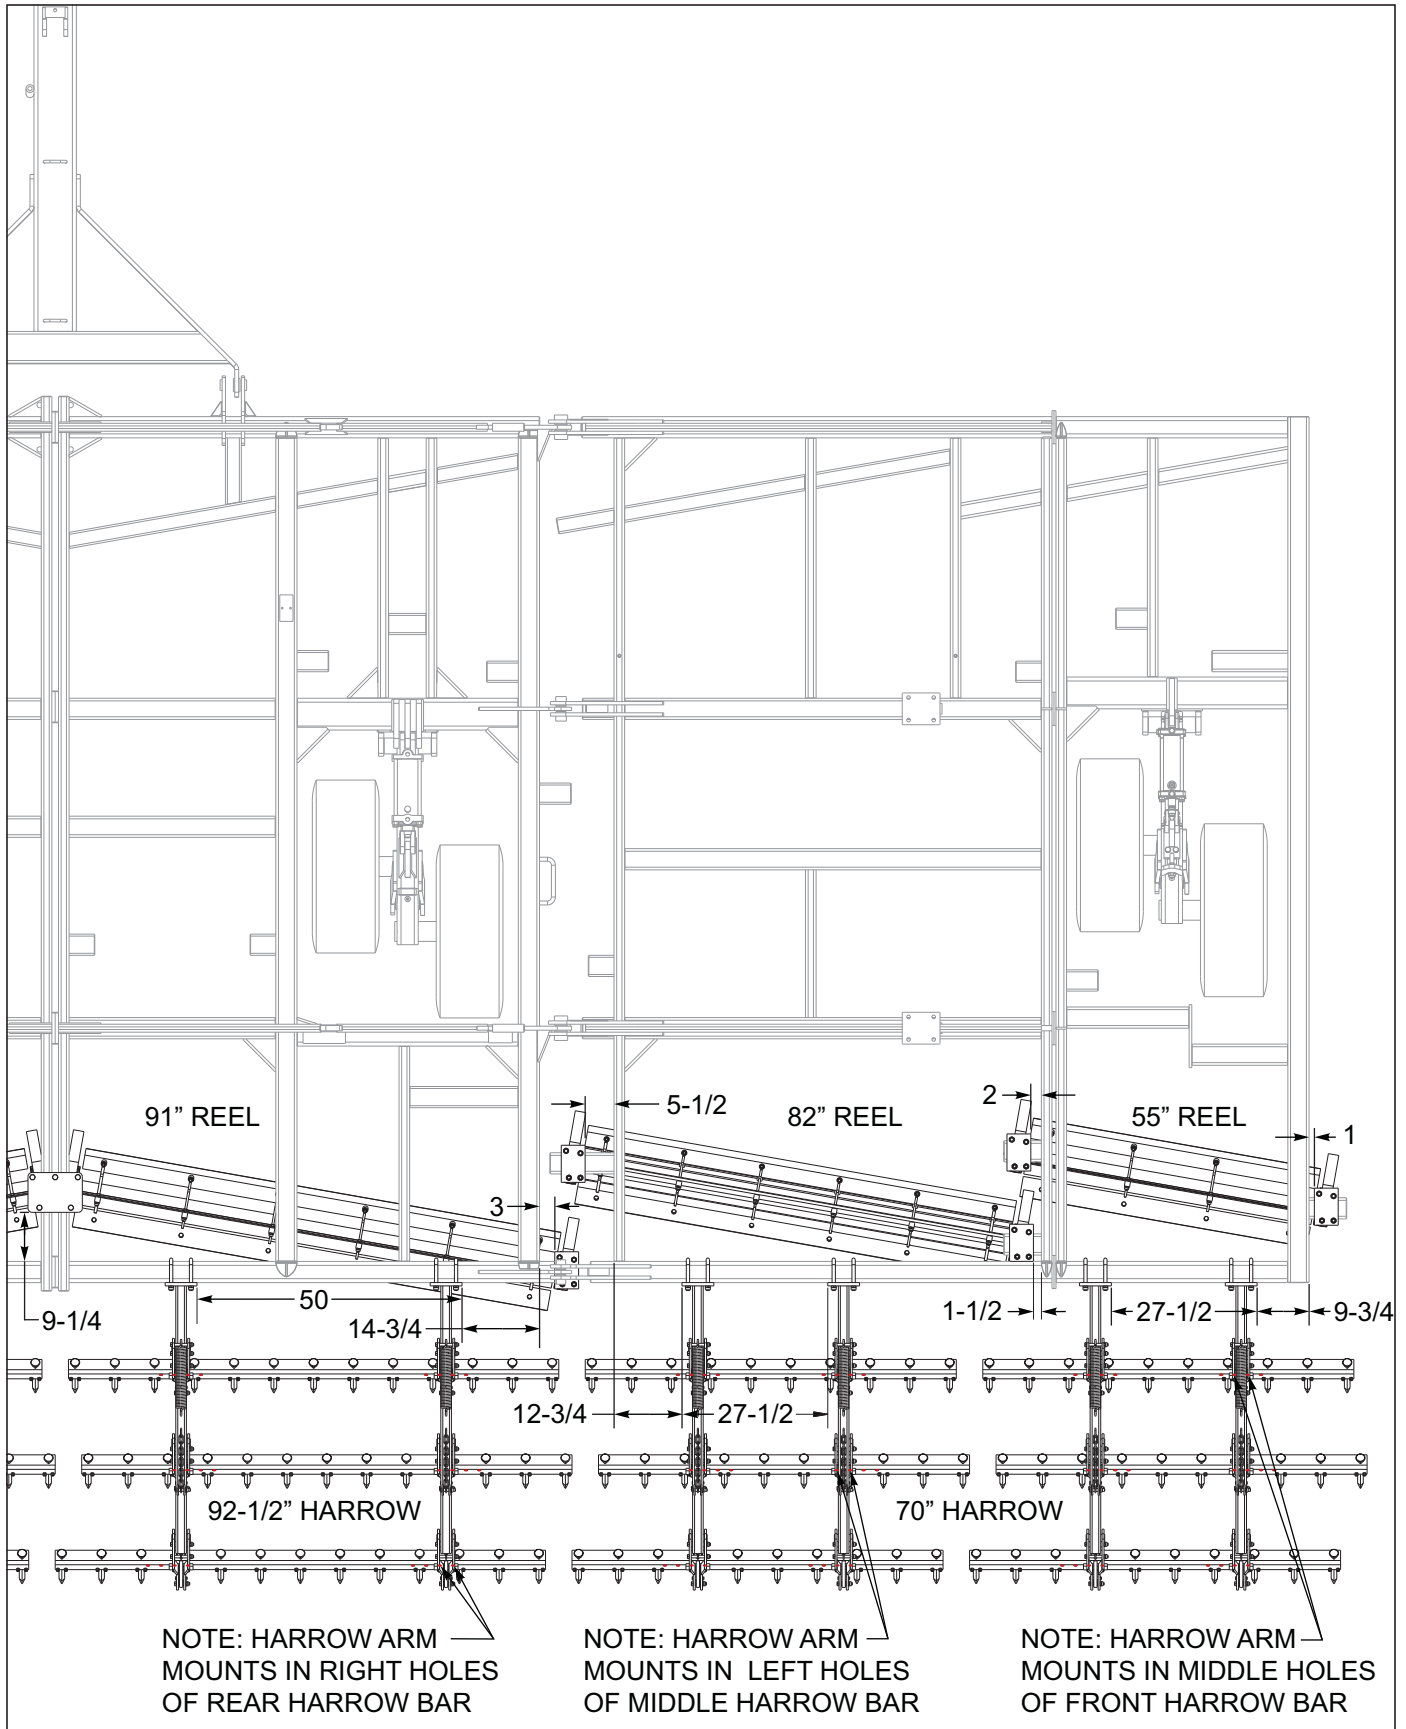 5-1/2
2
91” REEL
82” REEL
55” REEL
1
3
50
9-1/4
14-3/4
1-1/2
27-1/2
9-3/4
12-3/4
27-1/2
92-1/2” HARROW
70” HARROW
NOTE: HARROW ARM
MOUNTS IN RIGHT HOLES
OF REAR HARROW BAR
NOTE: HARROW ARM
MOUNTS IN LEFT HOLES
OF MIDDLE HARROW BAR
NOTE: HARROW ARM
MOUNTS IN MIDDLE HOLES
OF FRONT HARROW BAR